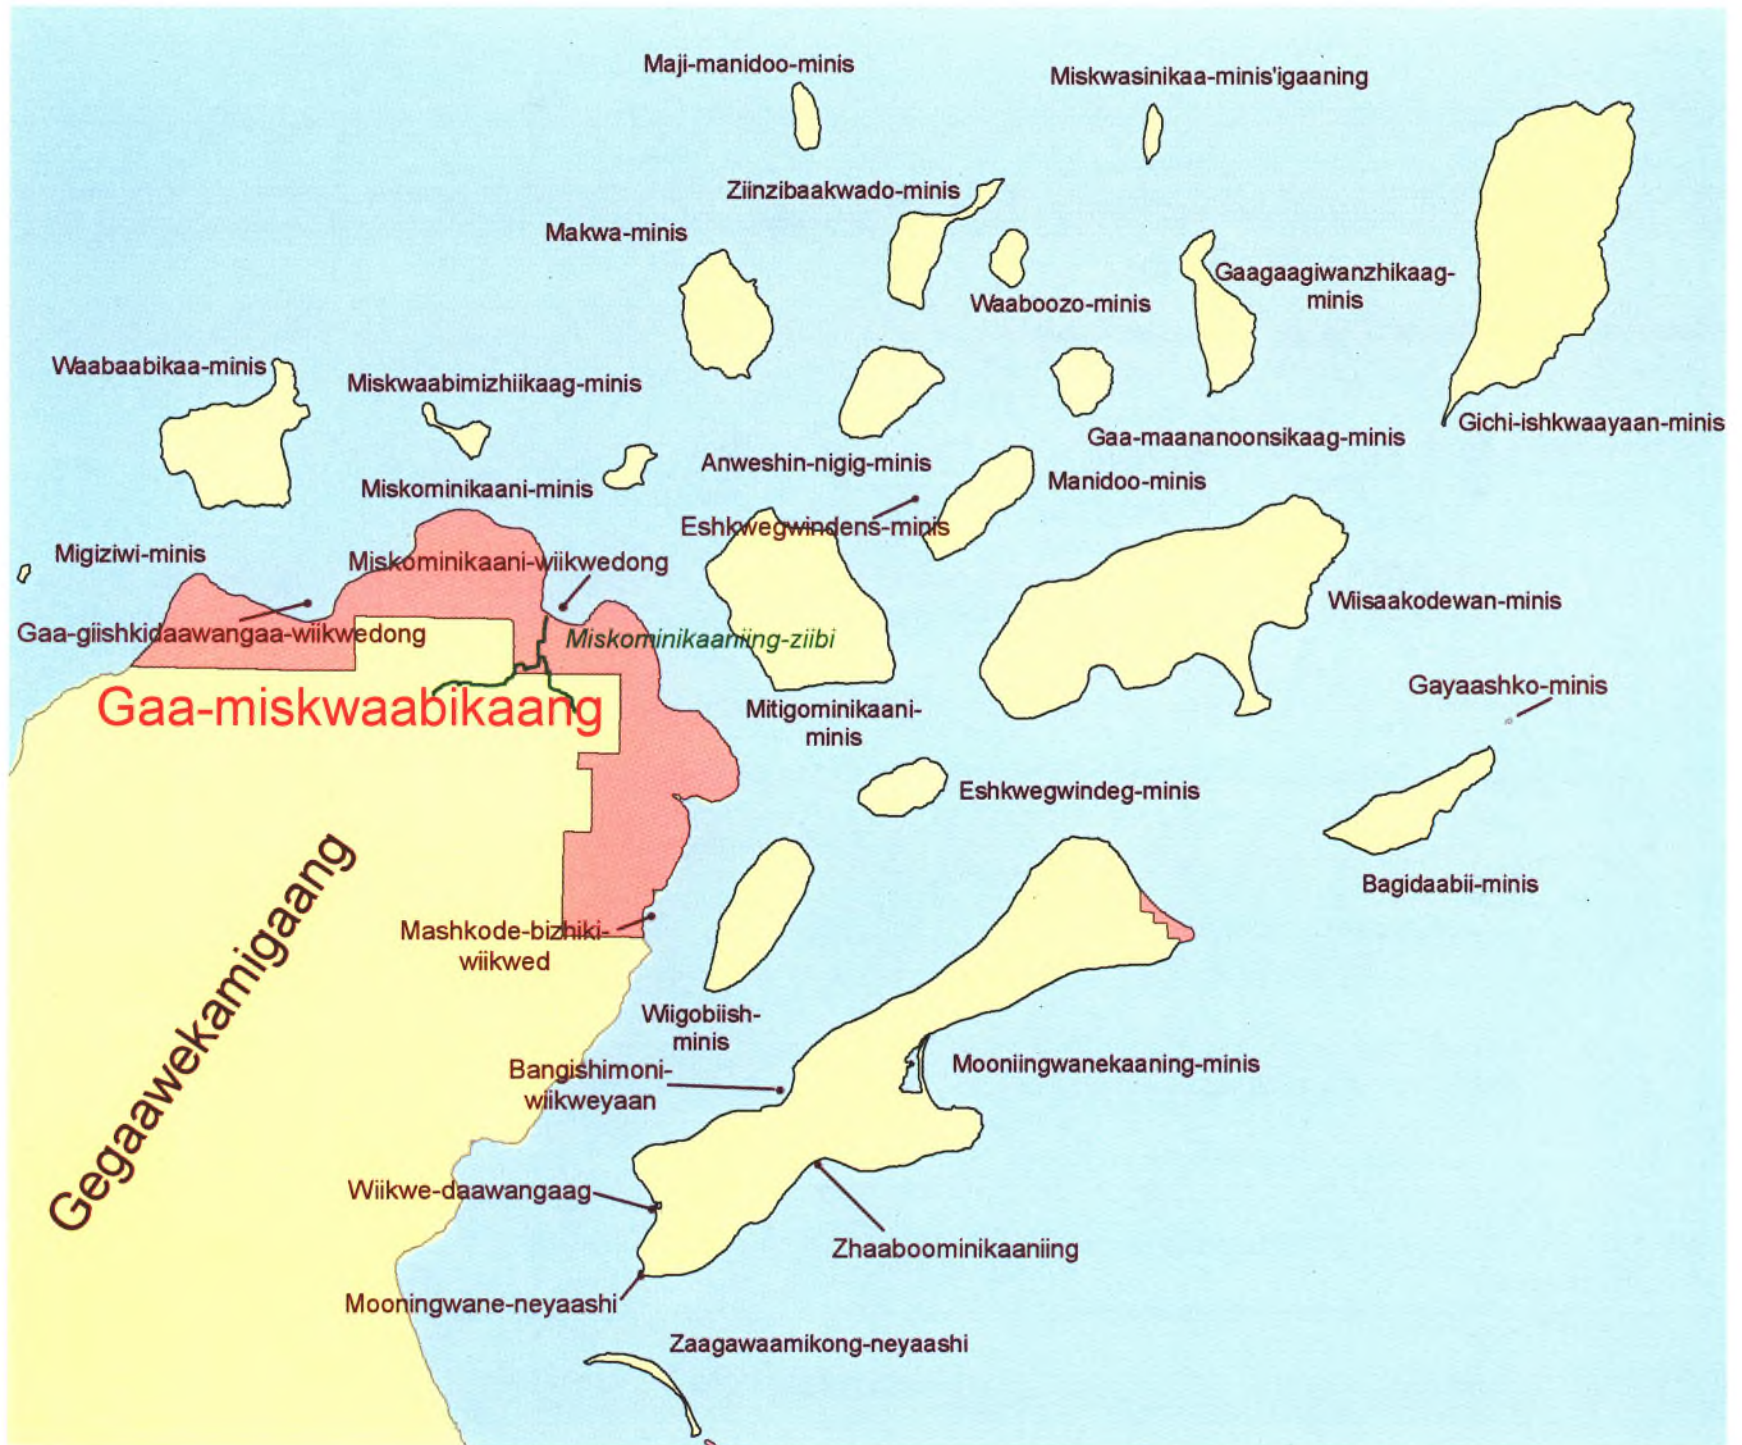 Maji-manidoo-minis
Miskwasinikaa-minis'igaaning
Ziinzibaakwado-minis
Makwa-minis
Gaagaagiwanzhikaag-
minis
Waaboozo-minis
Waabaabikaa-minis
Miskwaabimizhiikaag-minis
Gichi-ishkwaayaan-minis
Gaa-maananoonsikaag-minis
Anweshin-nigig-minis
Manidoo-minis
Miskominikaani-minis
Eshkwegwindens-minis
Migiziwi-minis
Miskominikaani-wiikwedong
Wiisaakodewan-minis
Gaa-giishkidaawangaa-wiikwedong
Miskominikaaniing-ziibi
Gayaashko-minis
Gaa-miskwaabikaang
Mitigominikaani-
minis
Eshkwegwindeg-minis
Bagidaabii-minis
Mashkode-bizhiki-
wiikwed
Gegaawekamigaang
Wiigobiish-
minis
Mooniingwanekaaning-minis
Bangishimoni-
wiikweyaan
Wiikwe-daawangaag
Zhaaboominikaaniing
Mooningwane-neyaashi
Zaagawaamikong-neyaashi